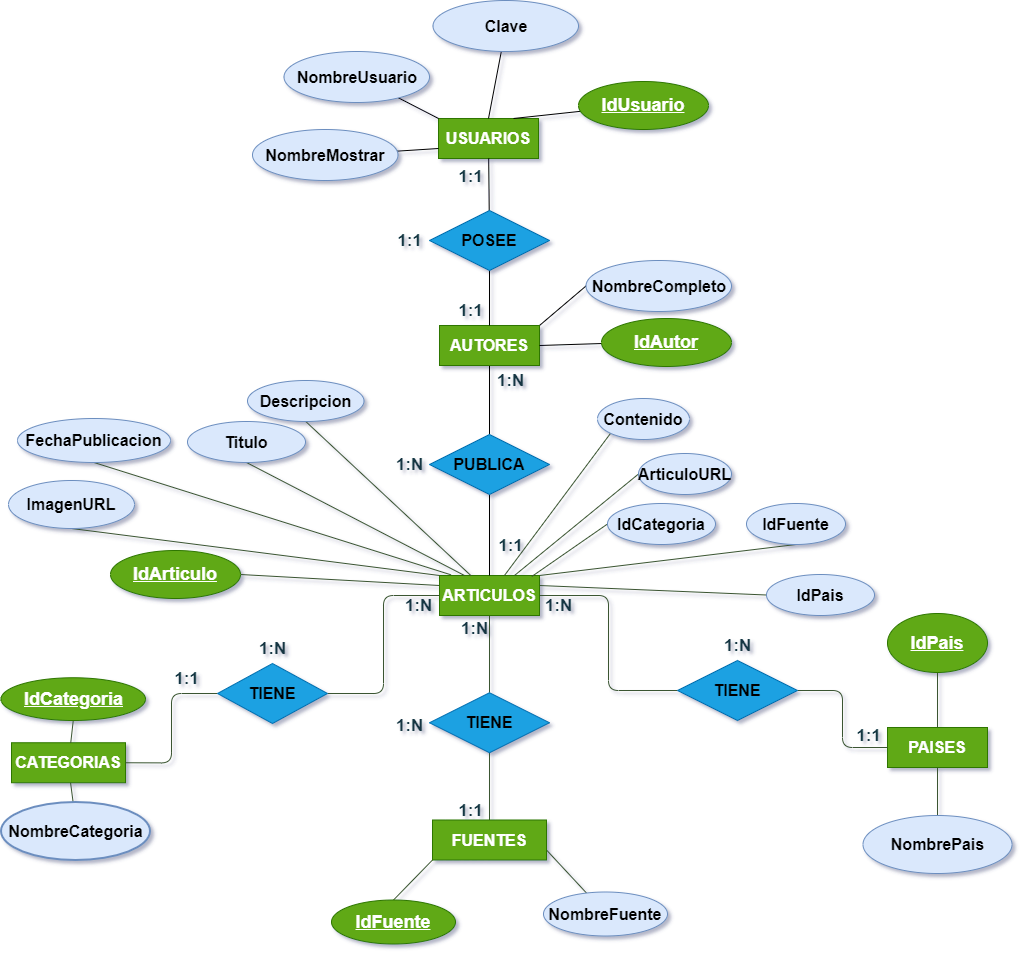 Clave
NombreUsuario
IdUsuario
USUARIOS
NombreMostrar
1:1
1:1
POSEE
NombreCompleto
1:1
AUTORES
IdAutor
1:N
Descripcion
Contenido
FechaPublicacion
Titulo
1:N
PUBLICA
ArticuloURL
ImagenURL
IdCategoria
IdFuente
1:1
IdArticulo
ARTICULOS
IdPais
1:N
1:N
1:N
1:N
1:N
IdPais
1:1
TIENE
TIENE
IdCategoria
1:N
TIENE
1:1
PAISES
CATEGORIAS
1:1
NombreCategoria
FUENTES
NombrePais
IdFuente
NombreFuente